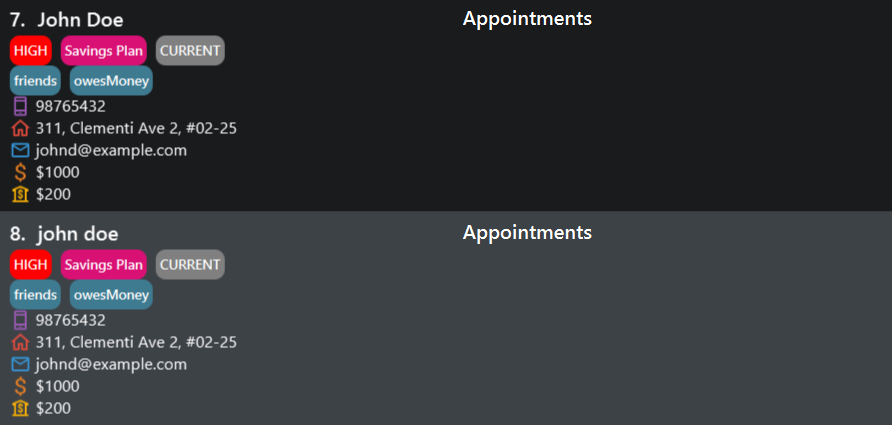 7. John Doe Appointments
HIGH Savings Plan CURRENT
friends owesMoney
98765432
311, Clementi Ave 2, #02-25
johnd@example.com
$1000
$200
8. john doe Appointments
HIGH Savings Plan CURRENT
friends owesMoney
98765432
311, Clementi Ave 2, #02-25
johnd@example.com
$1000
$200